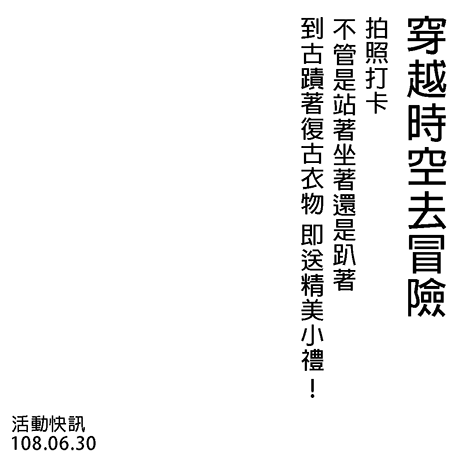 穿越時空去冒險
拍照打卡
不管是站著坐著還是趴著
到古蹟著復古衣物 即送精美小禮！
活動快訊
108.06.30